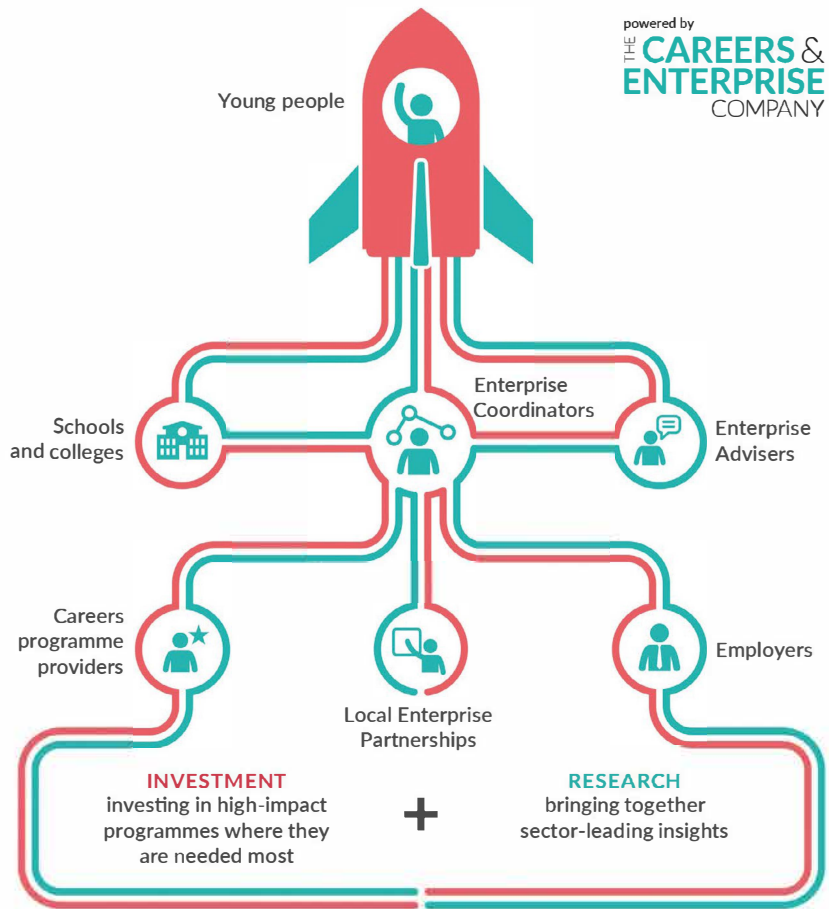 powered by
THE CAREERS &
ENTERPRISE
COMPANY
Young people
Enterprise
Coordinators
Schools
and colleges
Enterprise
Advisers
Careers
programme
providers
Local Enterprise
Partnerships
Employers
INVESTMENT
investing in high-impact
programmes where they
are needed most
+
RESEARCH
bringing together
sector-leading insights